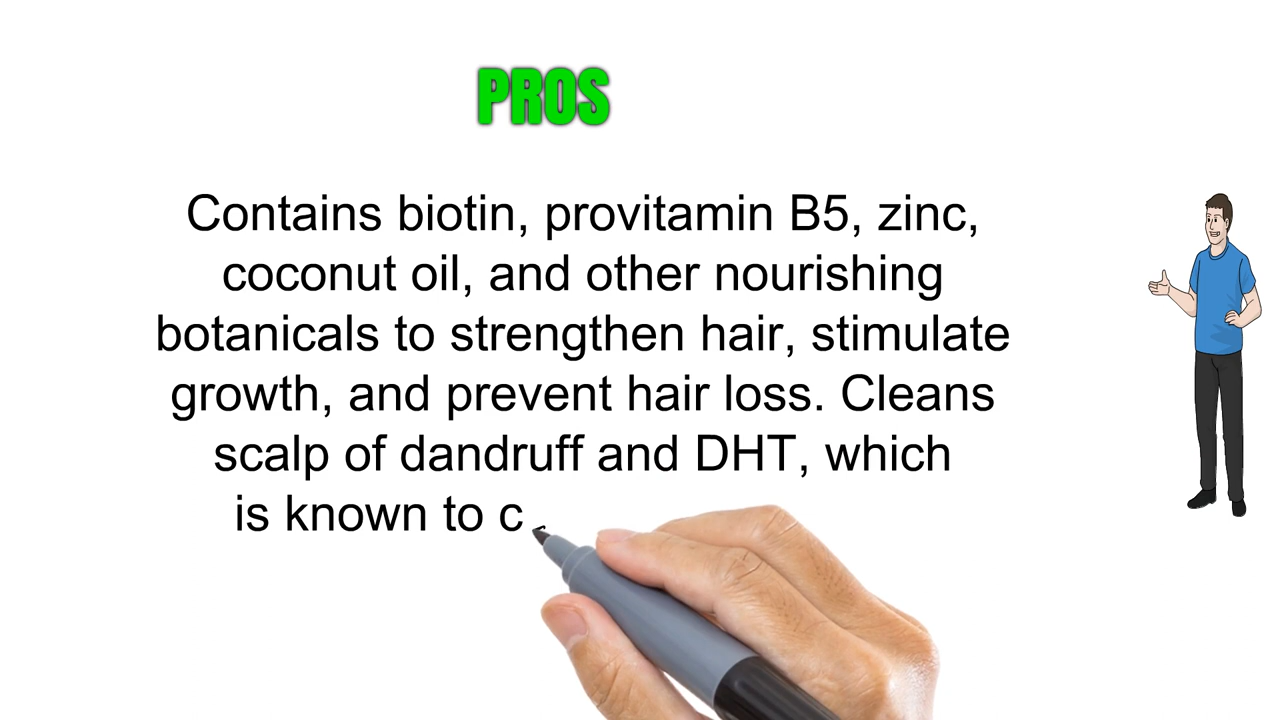 PROS
Contains biotin, provitamin B5, zinc,
coconut oil, and other nourishing
botanicals to strengthen hair, stimulate
growth, and prevent hair loss. Cleans
scalp of dandruff and DHT, which
is known to c